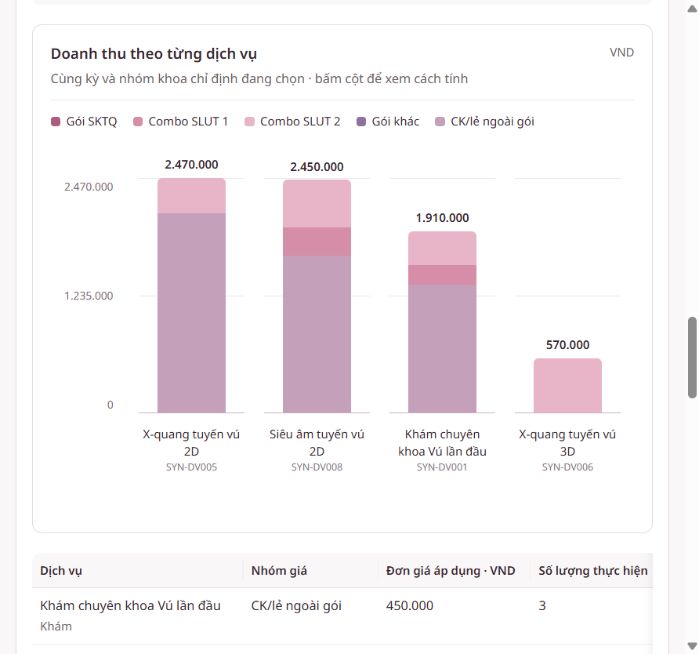 Doanh thu theo từng dịch vụ
VND
Cùng kỳ và nhóm khoa chỉ định đang chọn · bấm cột để xem cách tính
Gói SKTQ
Combo SLUT 1
Combo SLUT 2
Gói khác
CK/lẻ ngoài gói
2.470.000
1.235.000
0
2.470.000
2.450.000
1.910.000
570.000
X-quang tuyến vú
2D
SYN-DV005
Siêu âm tuyến vú
2D
SYN-DV008
Khám chuyên
khoa Vú lần đầu
SYN-DV001
X-quang tuyến vú
3D
SYN-DV006
Dịch vụ
Nhóm giá
Đơn giá áp dụng · VND
Số lượng thực hiện
Khám chuyên khoa Vú lần đầu
CK/lẻ ngoài gói
450.000
3
Khám